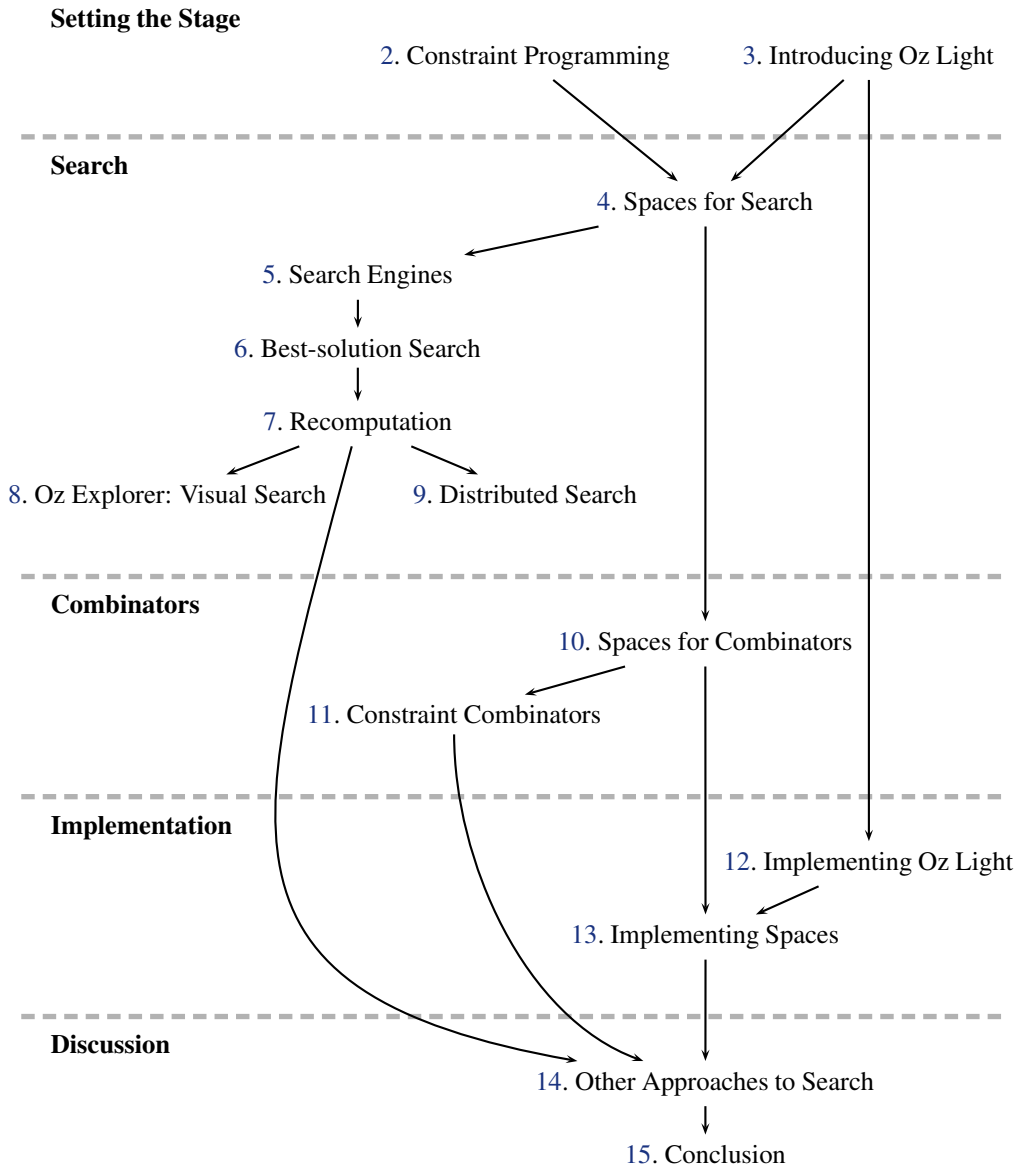 Setting the Stage
2. Constraint Programming
3. Introducing Oz Light
Search
4. Spaces for Search
5. Search Engines
6. Best-solution Search
7. Recomputation
8. Oz Explorer: Visual Search
9. Distributed Search
Combinators
10. Spaces for Combinators
11. Constraint Combinators
Implementation
12. Implementing Oz Light
13. Implementing Spaces
Discussion
14. Other Approaches to Search
15. Conclusion